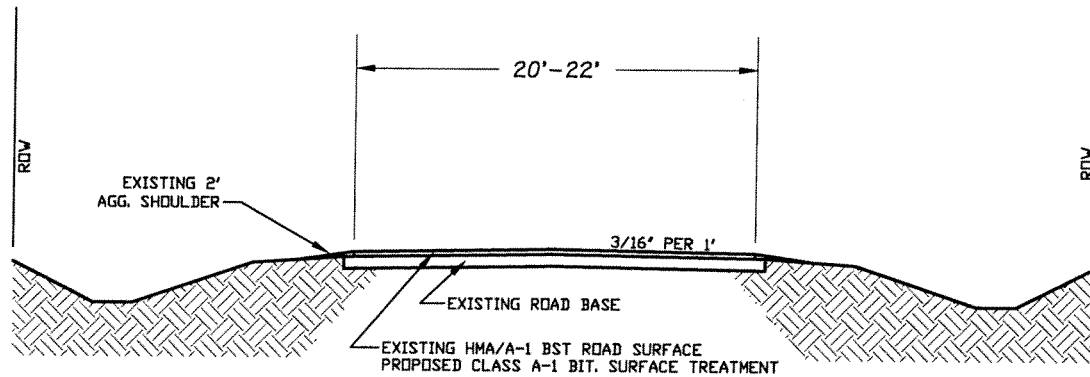 20'-22'
ROW
ROW
EXISTING 2'
AGG. SHOULDER
3/16" PER 1'
EXISTING ROAD BASE
EXISTING HMA/A-1 BST ROAD SURFACE
PROPOSED CLASS A-1 BIT. SURFACE TREATMENT